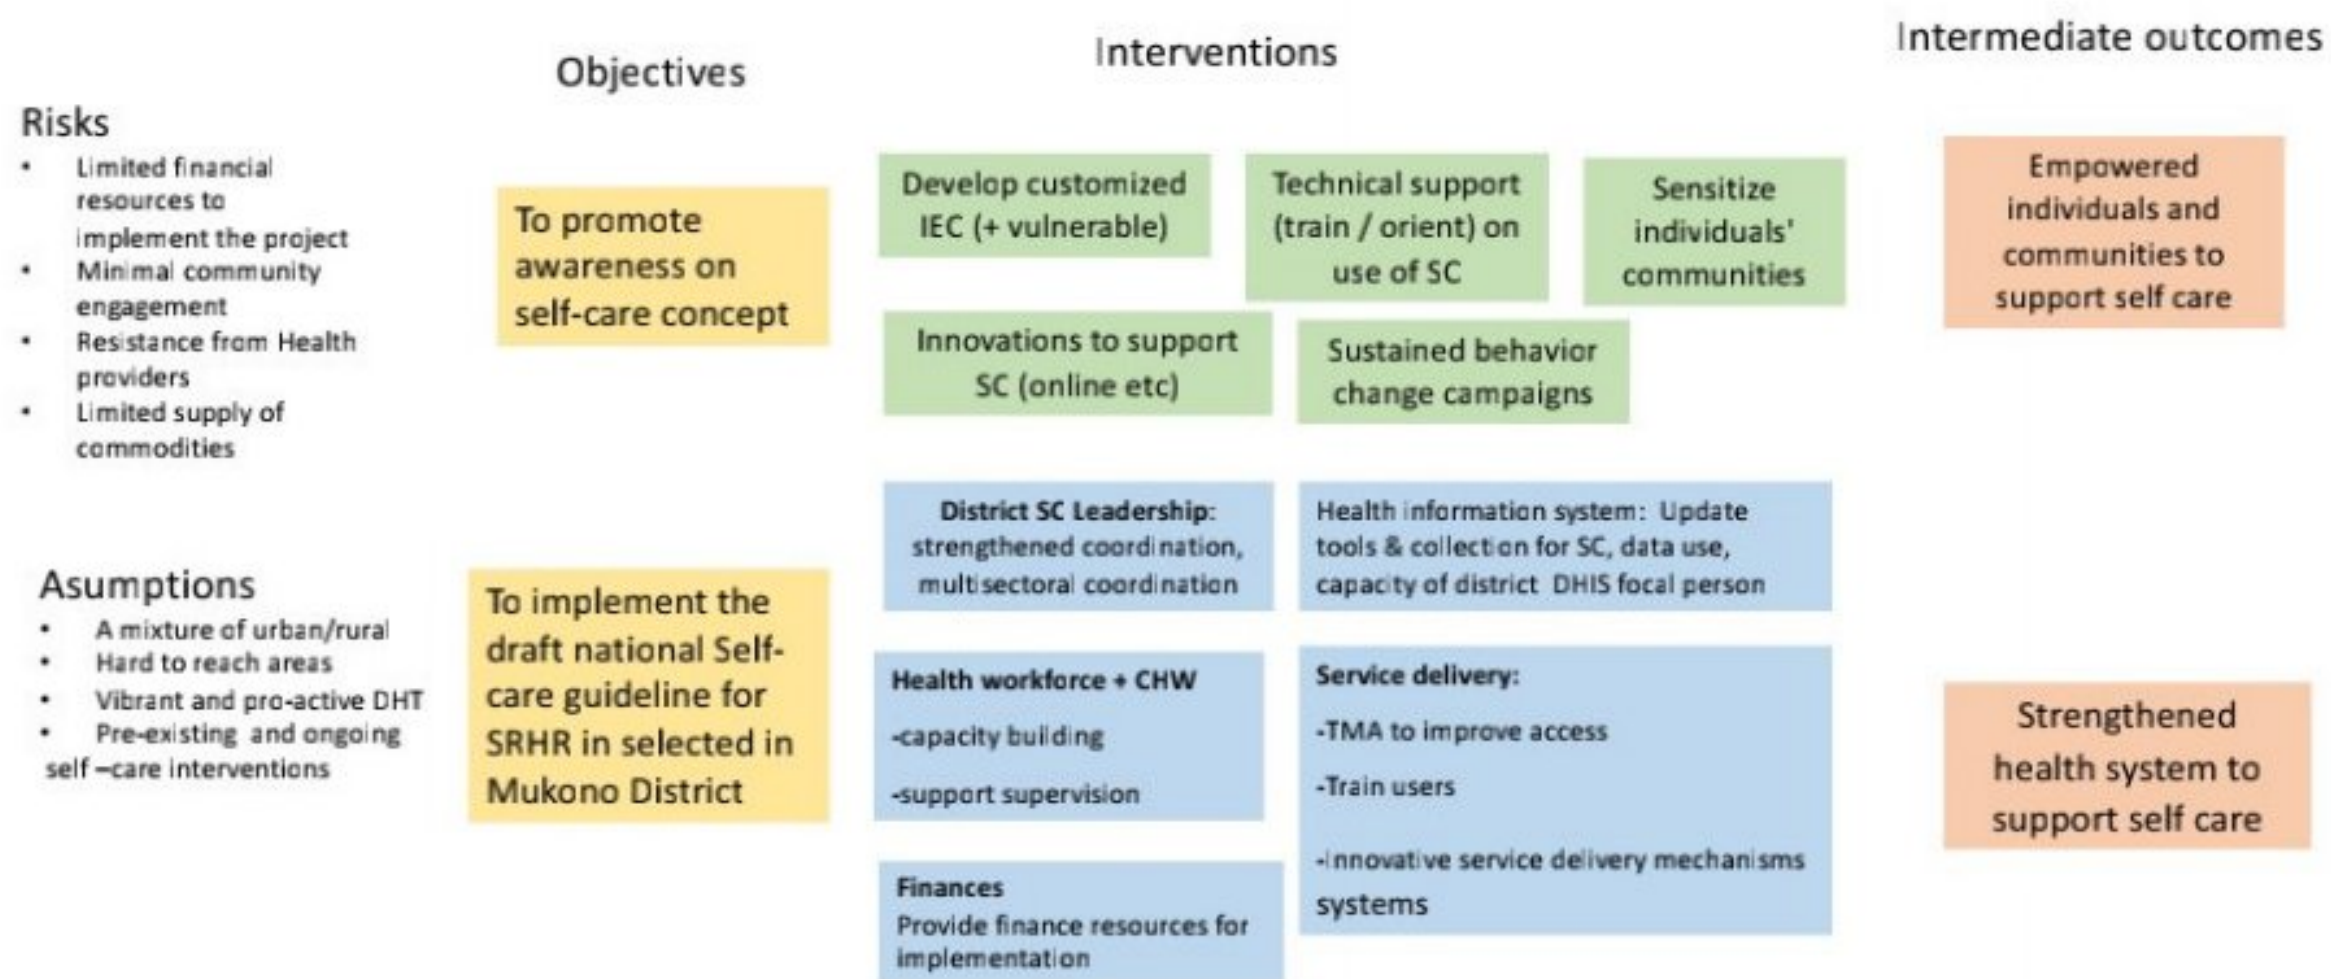 Risks
• Limited financial
resources to
implement the project
• Minimal community
engagement
• Resistance from Health
providers
• Limited supply of
commodities
Asumptions
• A mixture of urban/rural
• Hard to reach areas
• Vibrant and pro-active DHT
• Pre-existing and ongoing
self –care interventions
Objectives
To promote
awareness on
self-care concept
To implement the
draft national Self-
care guideline for
SRHR in selected in
Mukono District
Interventions
Develop customized
IEC (+ vulnerable)
Technical support
(train / orient) on
use of SC
Sensitize
individuals'
communities
Innovations to support
SC (online etc)
Sustained behavior
change campaigns
District SC Leadership:
strengthened coordination,
multisectoral coordination
Health information system: Update
tools & collection for SC, data use,
capacity of district DHIS focal person
Health workforce + CHW
-capacity building
-support supervision
Service delivery:
-TMA to improve access
-Train users
-innovative service delivery mechanisms
systems
Finances
Provide finance resources for
implementation
Intermediate outcomes
Empowered
individuals and
communities to
support self care
Strengthened
health system to
support self care